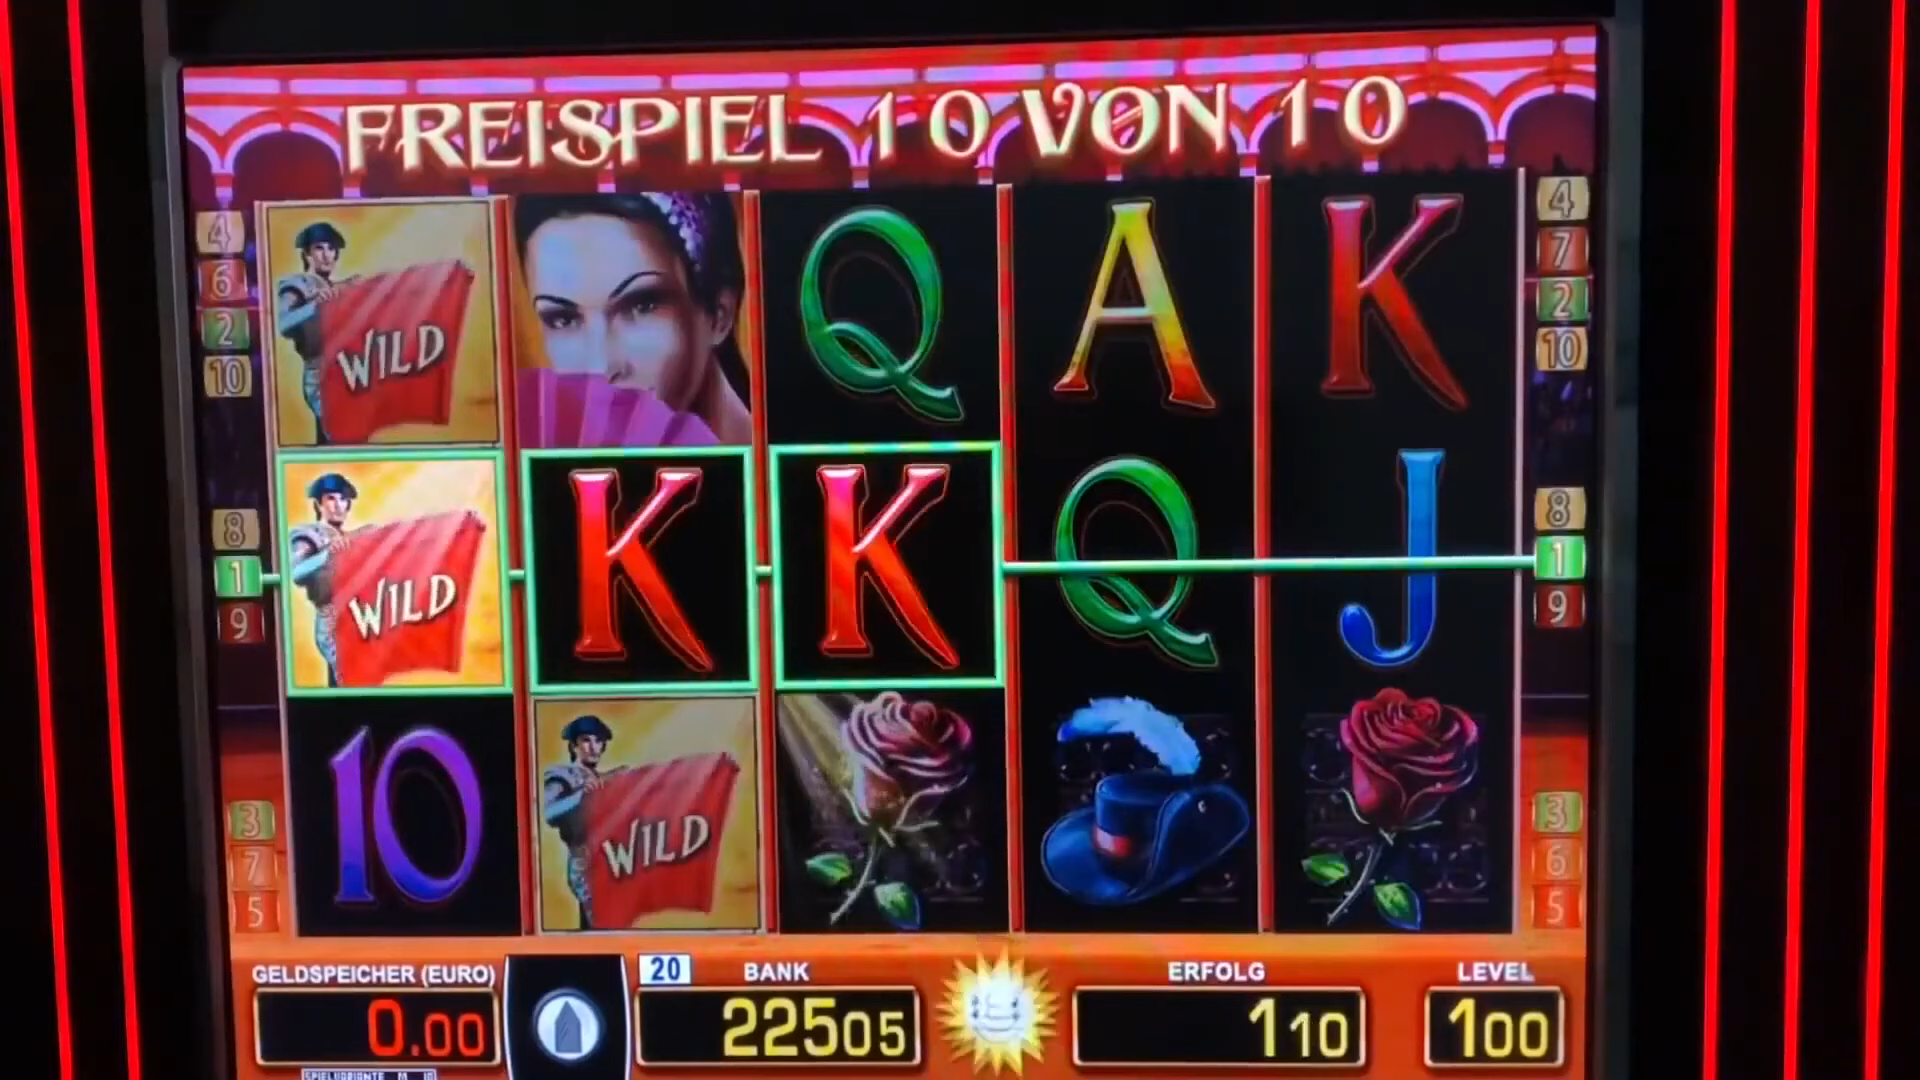 FREISPIEL 10 VON 10
4 WILD Q A K 4
6 7
2 2
10 10
8 K K Q J 8
1 WILD 1
9 9
10 WILD
3 3
7 6
5 5
GELDSPEICHER (EURO) 20 BANK ERFOLG LEVEL
0.00 22505 110 100